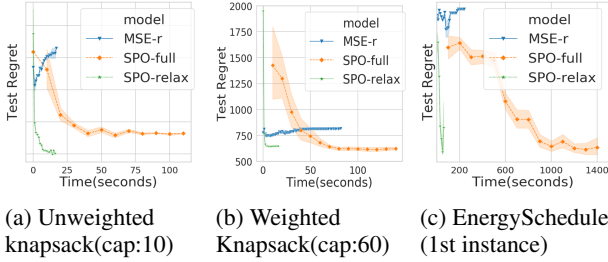 model
MSE-r
SPO-full
SPO-relax
Test Regret
0
25
50
75
100
Time(seconds)
(a) Unweighted
knapsack(cap:10)
2000
1750
1500
1250
1000
750
500
model
MSE-r
SPO-full
SPO-relax
Test Regret
0
50
100
Time(seconds)
(b) Weighted
Knapsack(cap:60)
model
MSE-r
SPO-full
SPO-relax
Test Regret
200
600
1000
1400
Time(seconds)
(c) EnergySchedule
(1st instance)